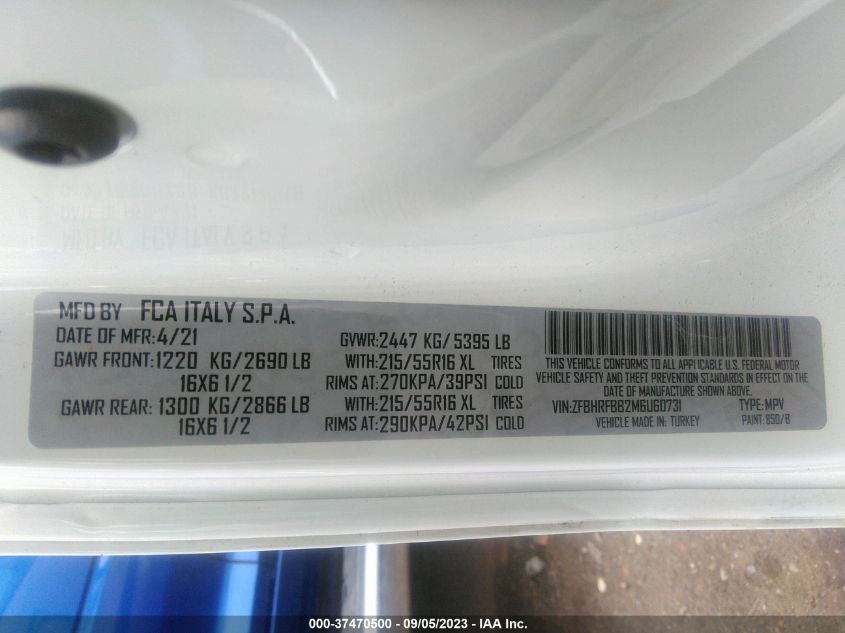 MFD BY FCA ITALY S.P.A.
DATE OF MFR: 4/21
GVWR: 2447 KG/ 5395 LB
GAWR FRONT: 1220 KG/2690 LB WITH: 215/55R16 XL TIRES
16X6 1/2 RIMS AT: 270KPA/39PSI COLD
GAWR REAR: 1300 KG/2866 LB WITH: 215/55R16 XL TIRES
16X6 1/2 RIMS AT: 290KPA/42PSI COLD
THIS VEHICLE CONFORMS TO ALL APPLICABLE U.S. FEDERAL MOTOR
VEHICLE SAFETY AND THEFT PREVENTION STANDARDS IN EFFECT ON THE
DATE OF MANUFACTURE SHOWN ABOVE.
VIN: ZFBHRFBB2M6U60731 TYPE: MPV
VEHICLE MADE IN: TURKEY PAINT: 850/B
000-37470500 - 09/05/2023 - IAA Inc.